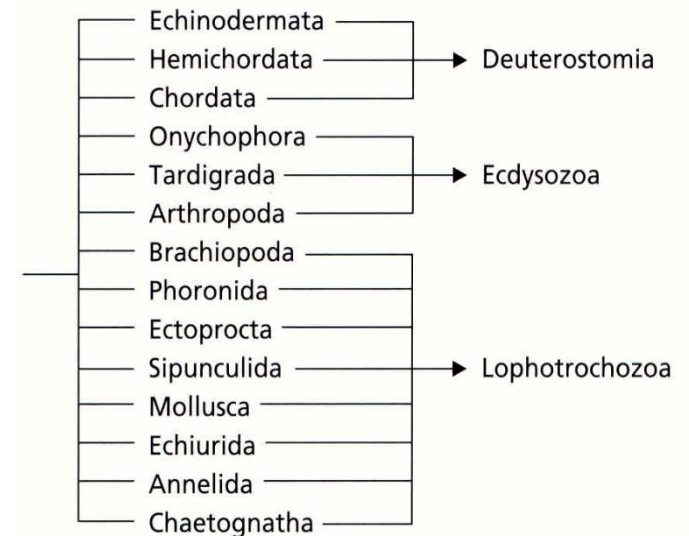 Echinodermata
Hemichordata
Deuterostomia
Chordata
Onychophora
Tardigrada
Ecdysozoa
Arthropoda
Brachiopoda
Phoronida
Ectoprocta
Sipunculida
Lophotrochozoa
Mollusca
Echiurida
Annelida
Chaetognatha